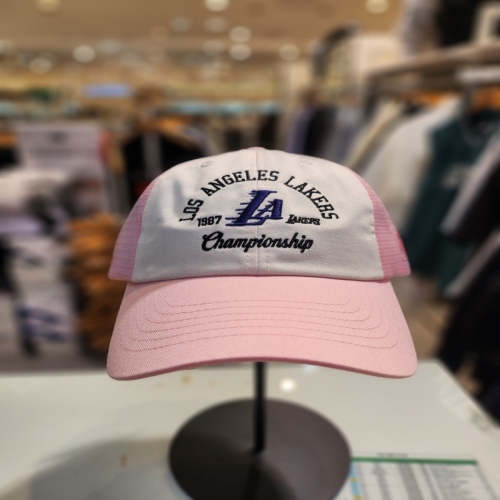 LOS ANGELES LAKERS
1987 LA LAKERS
Championship